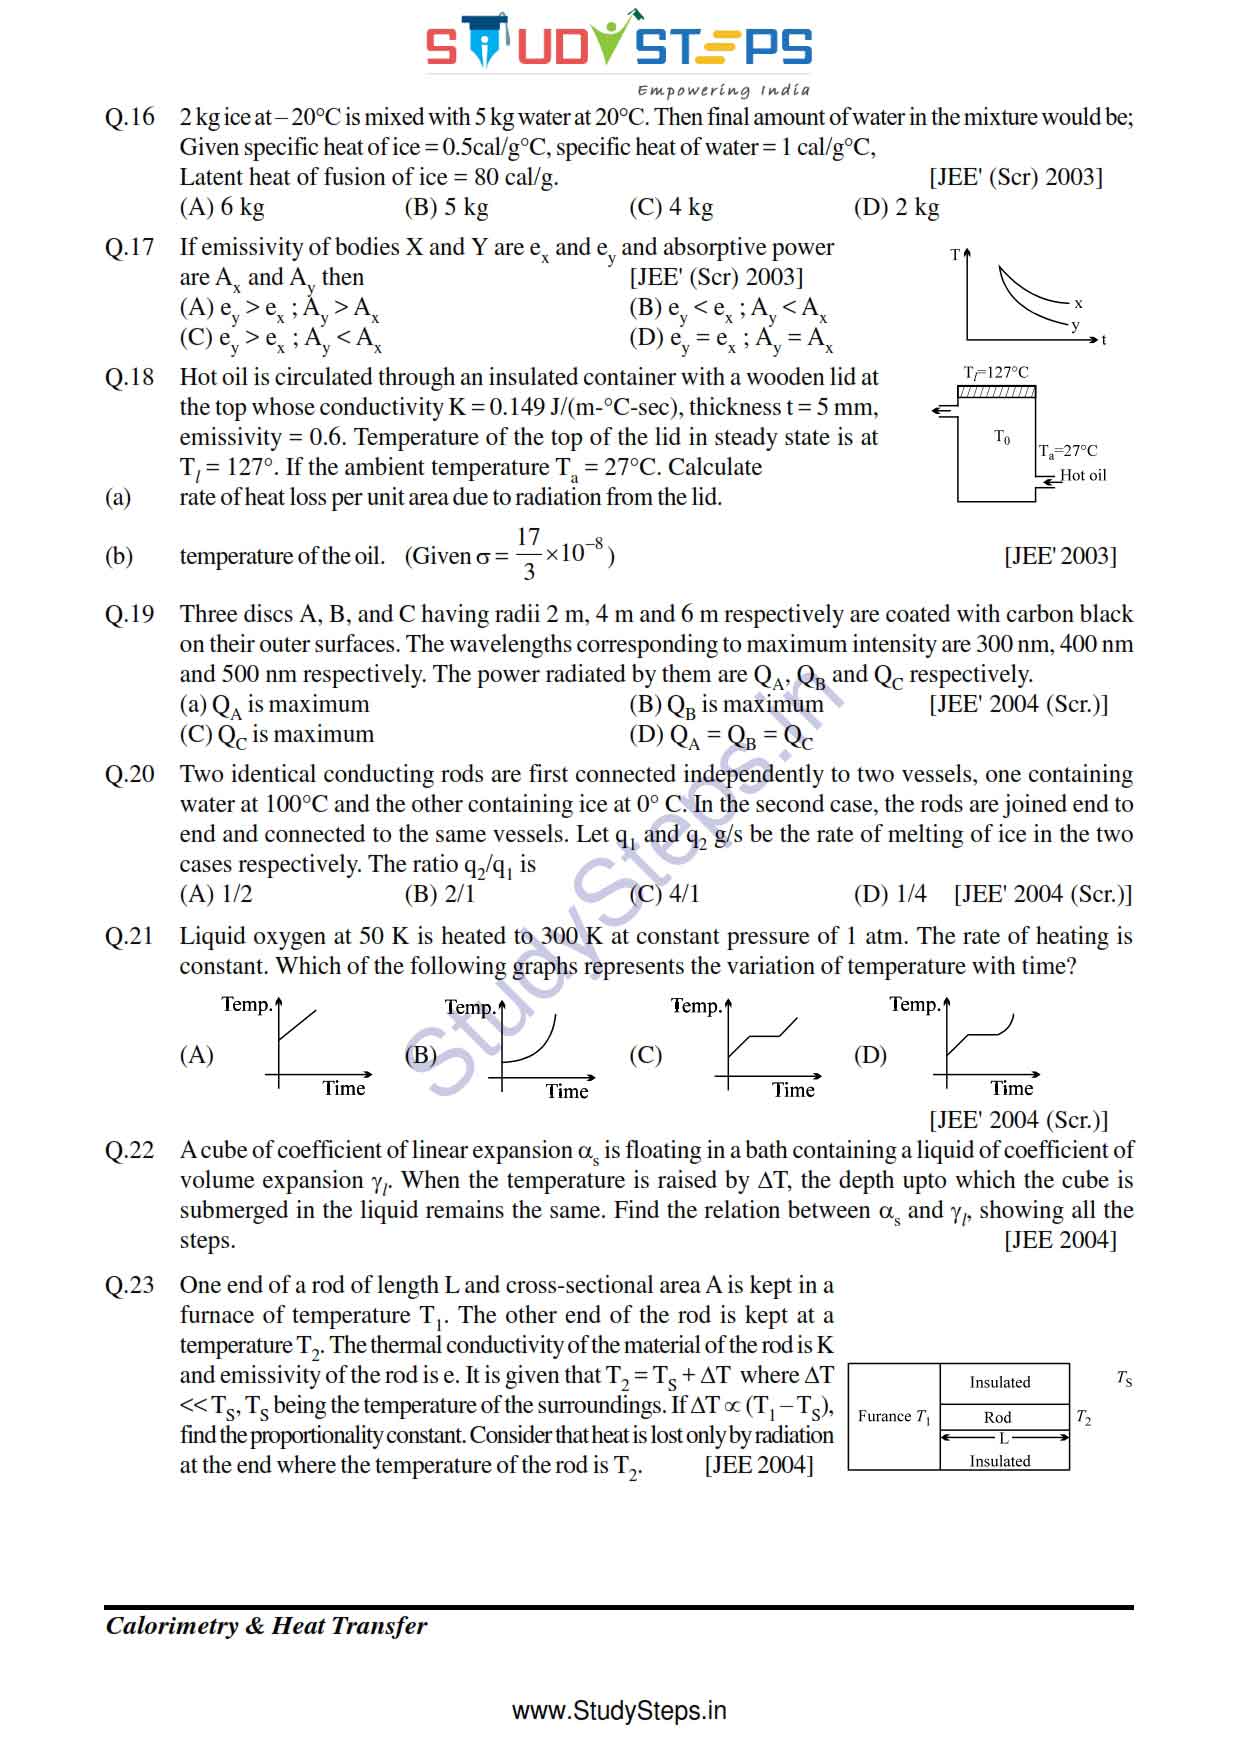 STUDYSTEPS
Empowering India
Q.16 2 kg ice at – 20°C is mixed with 5 kg water at 20°C. Then final amount of water in the mixture would be;
Given specific heat of ice = 0.5cal/g°C, specific heat of water = 1 cal/g°C,
Latent heat of fusion of ice = 80 cal/g. [JEE' (Scr) 2003]
(A) 6 kg (B) 5 kg (C) 4 kg (D) 2 kg
Q.17 If emissivity of bodies X and Y are e_x and e_y and absorptive power
are A_x and A_y then [JEE' (Scr) 2003]
(A) e_y > e_x ; A_y > A_x (B) e_y < e_x ; A_y < A_x
(C) e_y > e_x ; A_y < A_x (D) e_y = e_x ; A_y = A_x
T
x
y
t
Q.18 Hot oil is circulated through an insulated container with a wooden lid at
the top whose conductivity K = 0.149 J/(m-°C-sec), thickness t = 5 mm,
emissivity = 0.6. Temperature of the top of the lid in steady state is at
T_l = 127°. If the ambient temperature T_a = 27°C. Calculate
(a) rate of heat loss per unit area due to radiation from the lid.
(b) temperature of the oil. (Given σ = 17/3 ×10^–8) [JEE' 2003]
T_l=127°C
T_0
T_a=27°C
Hot oil
Q.19 Three discs A, B, and C having radii 2 m, 4 m and 6 m respectively are coated with carbon black
on their outer surfaces. The wavelengths corresponding to maximum intensity are 300 nm, 400 nm
and 500 nm respectively. The power radiated by them are Q_A, Q_B and Q_C respectively.
(a) Q_A is maximum (B) Q_B is maximum [JEE' 2004 (Scr.)]
(C) Q_C is maximum (D) Q_A = Q_B = Q_C
Q.20 Two identical conducting rods are first connected independently to two vessels, one containing
water at 100°C and the other containing ice at 0° C. In the second case, the rods are joined end to
end and connected to the same vessels. Let q_1 and q_2 g/s be the rate of melting of ice in the two
cases respectively. The ratio q_2/q_1 is
(A) 1/2 (B) 2/1 (C) 4/1 (D) 1/4 [JEE' 2004 (Scr.)]
Q.21 Liquid oxygen at 50 K is heated to 300 K at constant pressure of 1 atm. The rate of heating is
constant. Which of the following graphs represents the variation of temperature with time?
Temp. Temp. Temp. Temp.
(A) (B) (C) (D)
Time Time Time Time
[JEE' 2004 (Scr.)]
Q.22 A cube of coefficient of linear expansion α_s is floating in a bath containing a liquid of coefficient of
volume expansion γ_l. When the temperature is raised by ΔT, the depth upto which the cube is
submerged in the liquid remains the same. Find the relation between α_s and γ_l, showing all the
steps. [JEE 2004]
Q.23 One end of a rod of length L and cross-sectional area A is kept in a
furnace of temperature T_1. The other end of the rod is kept at a
temperature T_2. The thermal conductivity of the material of the rod is K
and emissivity of the rod is e. It is given that T_2 = T_S + ΔT where ΔT
<< T_S, T_S being the temperature of the surroundings. If ΔT ∝ (T_1 – T_S),
find the proportionality constant. Consider that heat is lost only by radiation
at the end where the temperature of the rod is T_2. [JEE 2004]
Insulated T_S
Furance T_1 Rod T_2
L
Insulated
StudySteps.in
Calorimetry & Heat Transfer
www.StudySteps.in